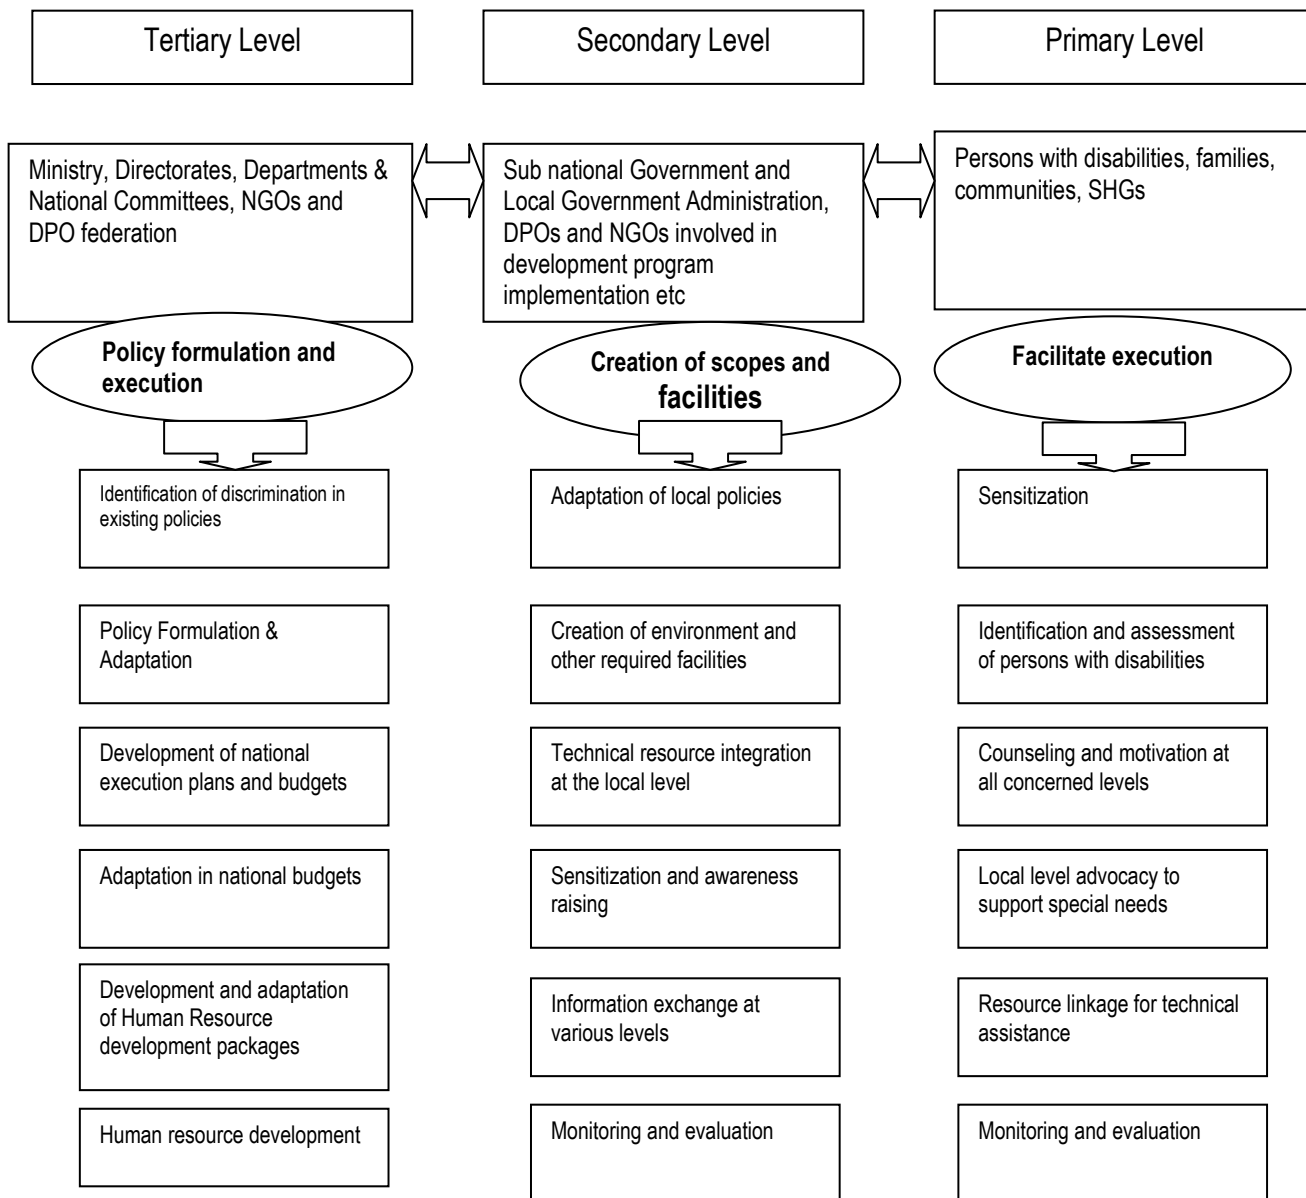 Tertiary Level
Secondary Level
Primary Level
Ministry, Directorates, Departments &
National Committees, NGOs and
DPO federation
Sub national Government and
Local Government Administration,
DPOs and NGOs involved in
development program
implementation etc
Persons with disabilities, families,
communities, SHGs
Policy formulation and
execution
Creation of scopes and
facilities
Facilitate execution
Identification of discrimination in
existing policies
Adaptation of local policies
Sensitization
Policy Formulation &
Adaptation
Creation of environment and
other required facilities
Identification and assessment
of persons with disabilities
Development of national
execution plans and budgets
Technical resource integration
at the local level
Counseling and motivation at
all concerned levels
Adaptation in national budgets
Sensitization and awareness
raising
Local level advocacy to
support special needs
Development and adaptation
of Human Resource
development packages
Information exchange at
various levels
Resource linkage for technical
assistance
Human resource development
Monitoring and evaluation
Monitoring and evaluation